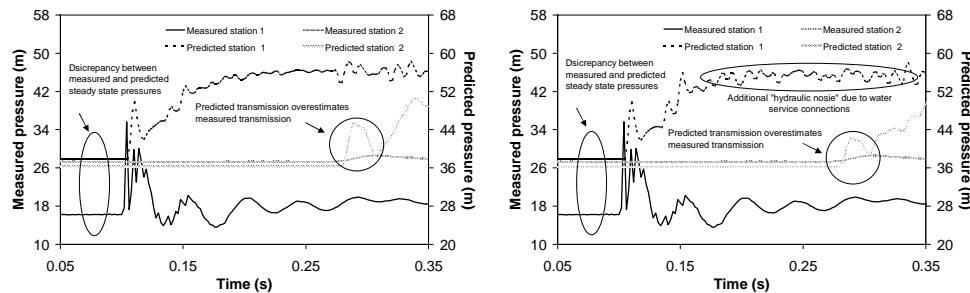 58
50
42
34
26
18
10
68
60
52
44
36
28
20
0.05
0.15
0.25
0.35
Measured pressure (m)
Predicted pressure (m)
Time (s)
Measured station 1
Measured station 2
Predicted station 1
Predicted station 2
Dsicrepancy between
measured and predicted
steady state pressures
Predicted transmission overestimates
measured transmission
58
50
42
34
26
18
10
68
60
52
44
36
28
20
0.05
0.15
0.25
0.35
Measured pressure (m)
Predicted pressure (m)
Time (s)
Measured station 1
Measured station 2
Predicted station 1
Predicted station 2
Dsicrepancy between
measured and predicted
steady state pressures
Additional "hydraulic nosie" due to water
service connections
Predicted transmission overestimates
measured transmission